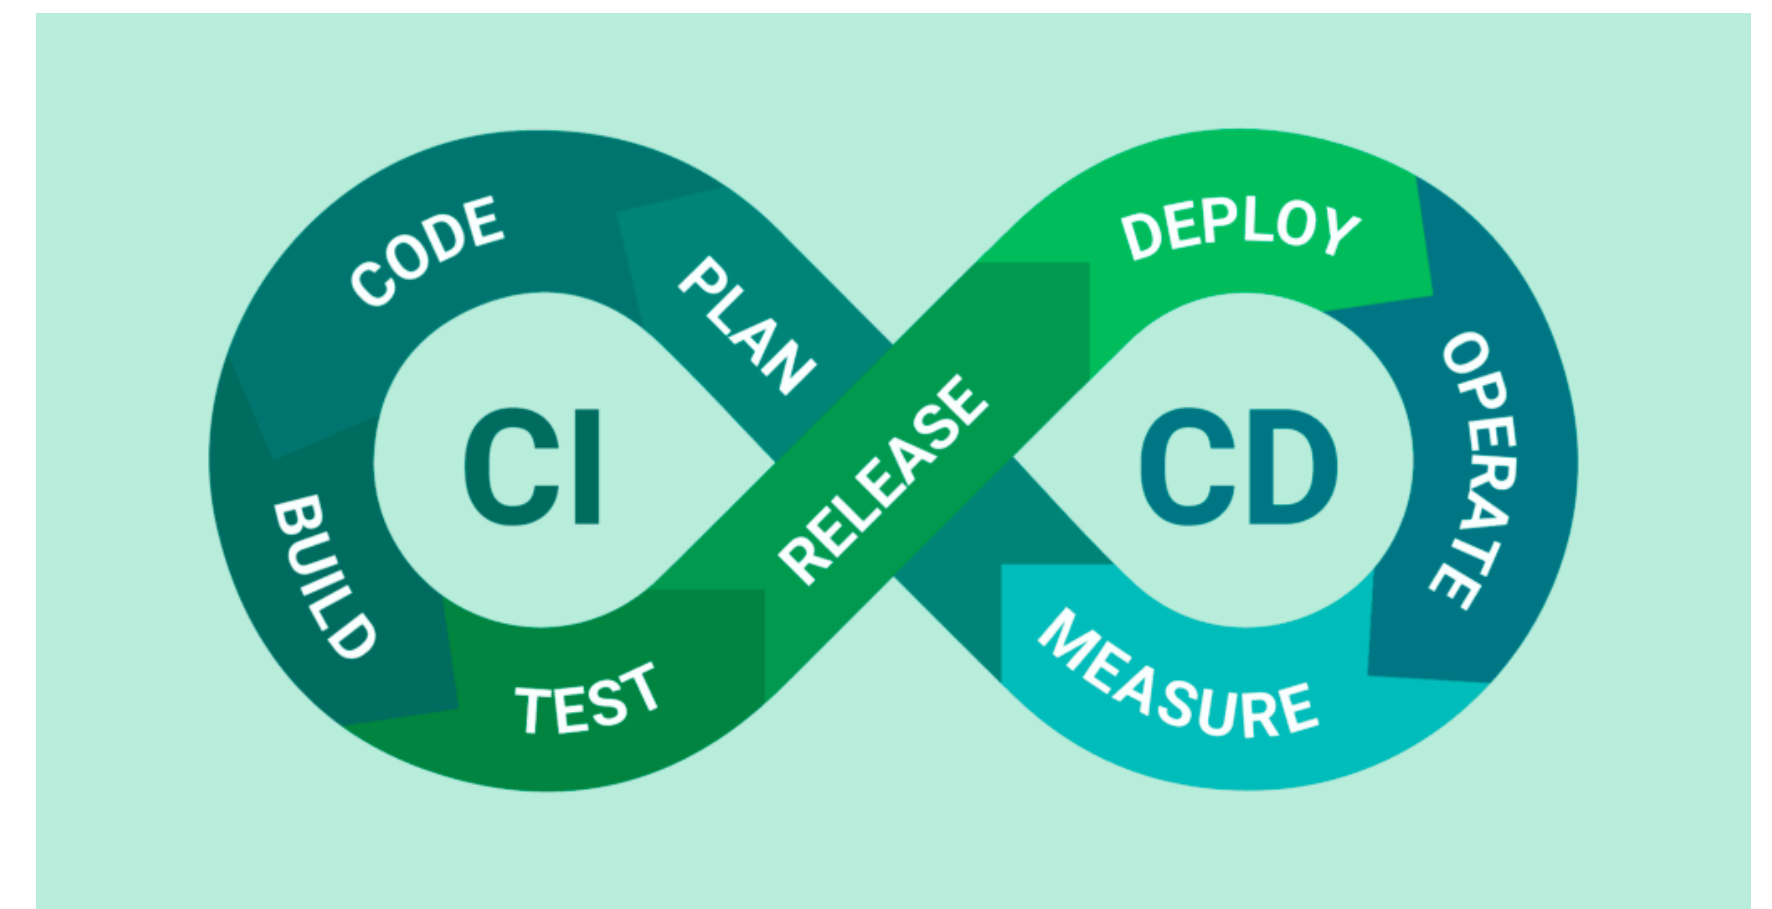 PLAN
CODE
BUILD
TEST
RELEASE
DEPLOY
OPERATE
MEASURE
CI
CD